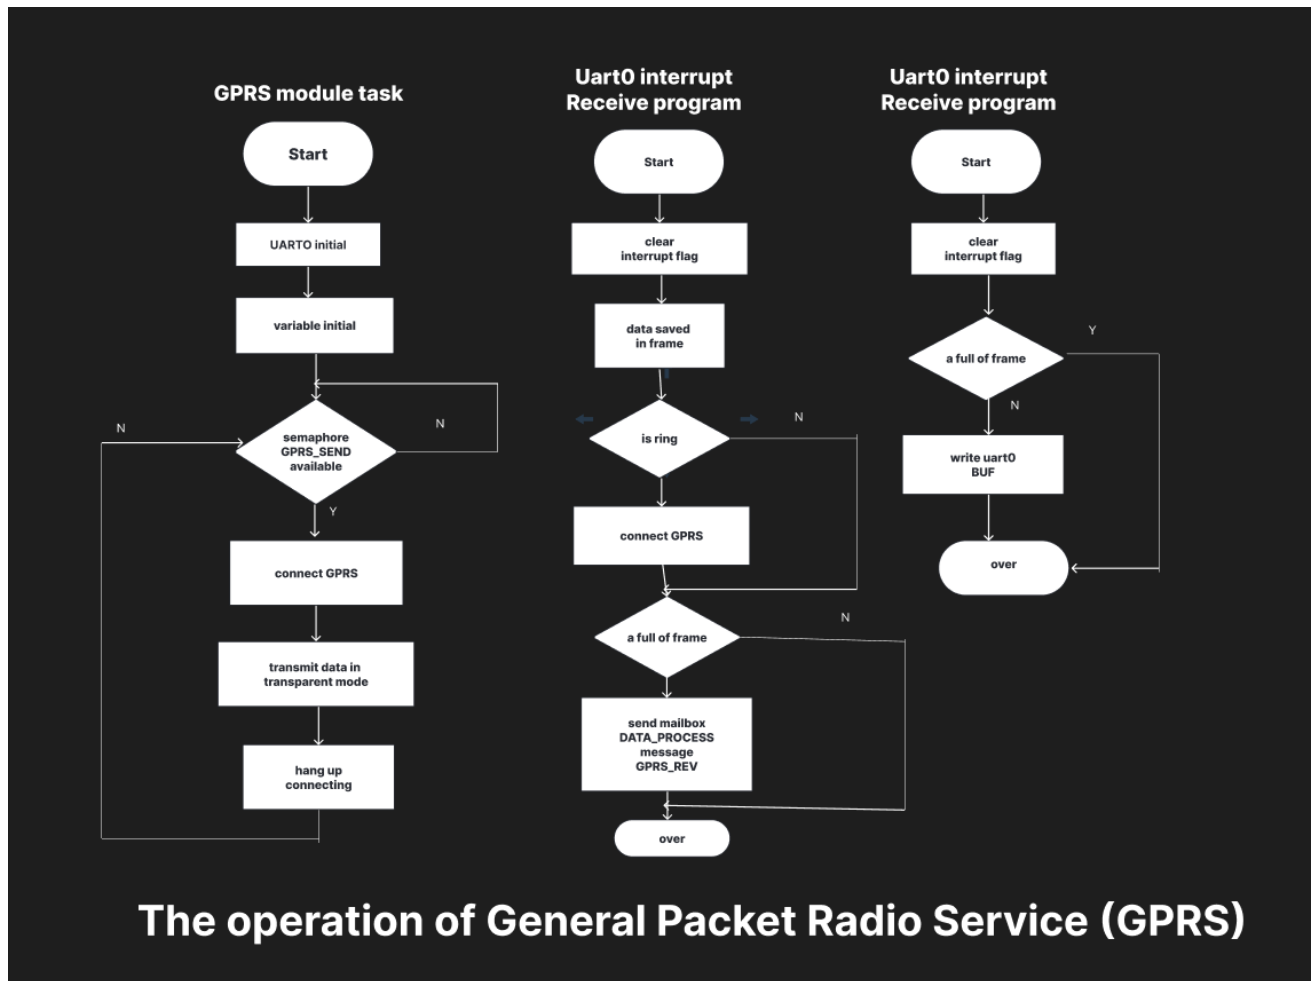 GPRS module task
Start
UARTO initial
variable initial
N
N
semaphore
GPRS_SEND
available
Y
connect GPRS
transmit data in
transparent mode
hang up
connecting
Uart0 interrupt
Receive program
Start
clear
interrupt flag
data saved
in frame
N
is ring
connect GPRS
N
a full of frame
send mailbox
DATA_PROCESS
message
GPRS_REV
over
Uart0 interrupt
Receive program
Start
clear
interrupt flag
Y
a full of frame
N
write uart0
BUF
over
The operation of General Packet Radio Service (GPRS)